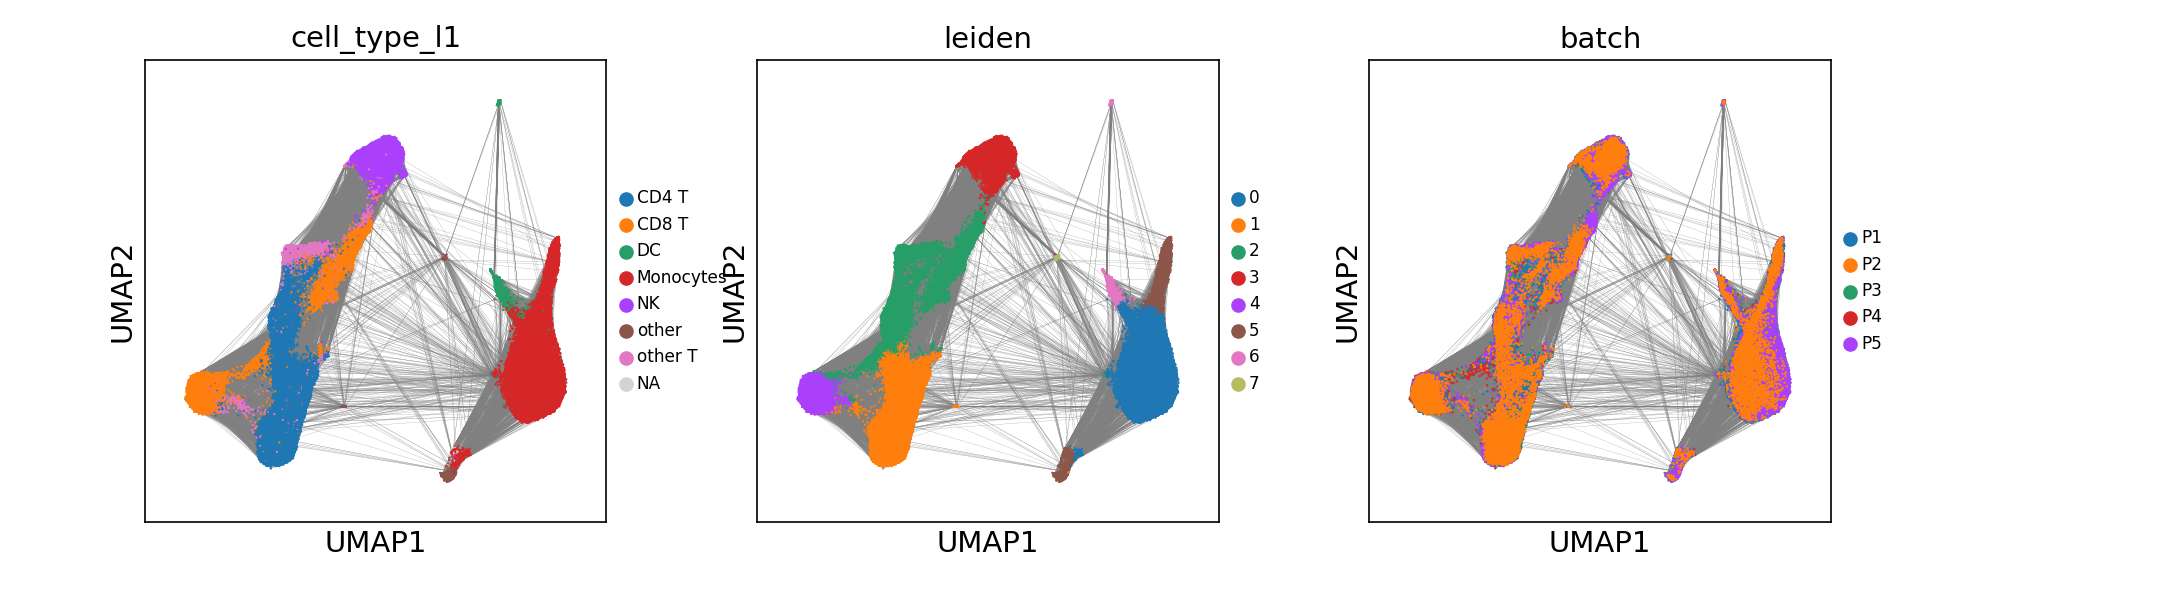 cell_type_l1
UMAP2
UMAP1
CD4 T
CD8 T
DC
Monocytes
NK
other
other T
NA
leiden
UMAP2
UMAP1
0
1
2
3
4
5
6
7
batch
UMAP2
UMAP1
P1
P2
P3
P4
P5